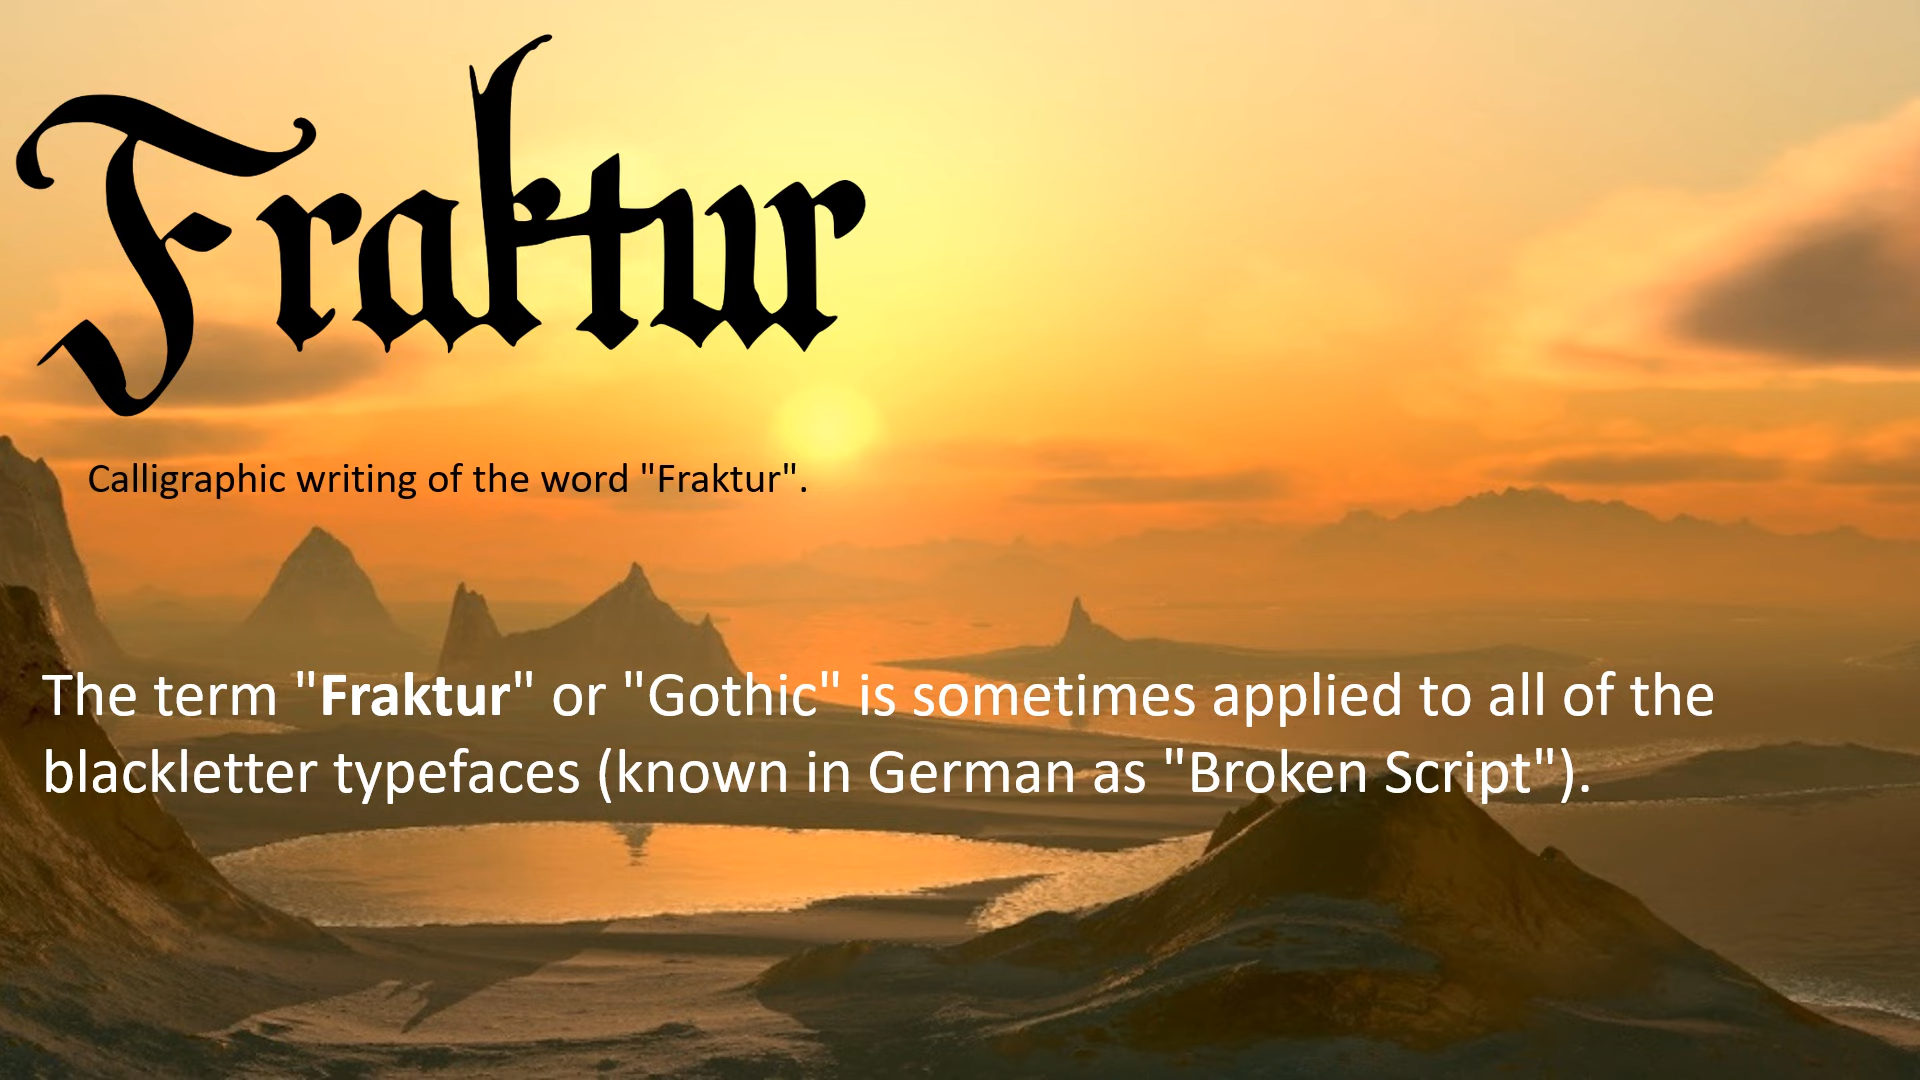 Fraktur
Calligraphic writing of the word "Fraktur".
The term "Fraktur" or "Gothic" is sometimes applied to all of the
blackletter typefaces (known in German as "Broken Script").